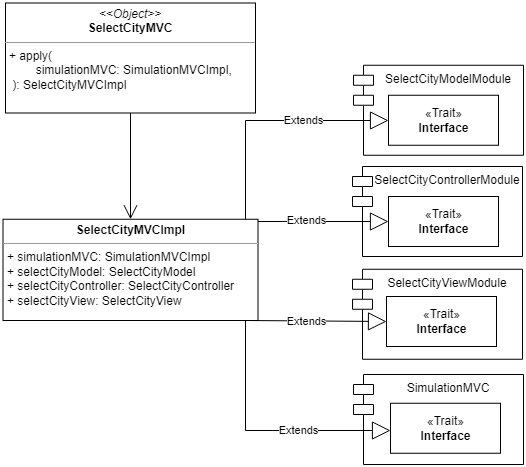 <<Object>>
SelectCityMVC
+ apply(
simulationMVC: SimulationMVCImpl,
): SelectCityMVCImpl
SelectCityModelModule
«Trait»
Interface
Extends
SelectCityControllerModule
«Trait»
Interface
Extends
SelectCityMVCImpl
+ simulationMVC: SimulationMVCImpl
+ selectCityModel: SelectCityModel
+ selectCityController: SelectCityController
+ selectCityView: SelectCityView
SelectCityViewModule
«Trait»
Interface
Extends
SimulationMVC
«Trait»
Interface
Extends